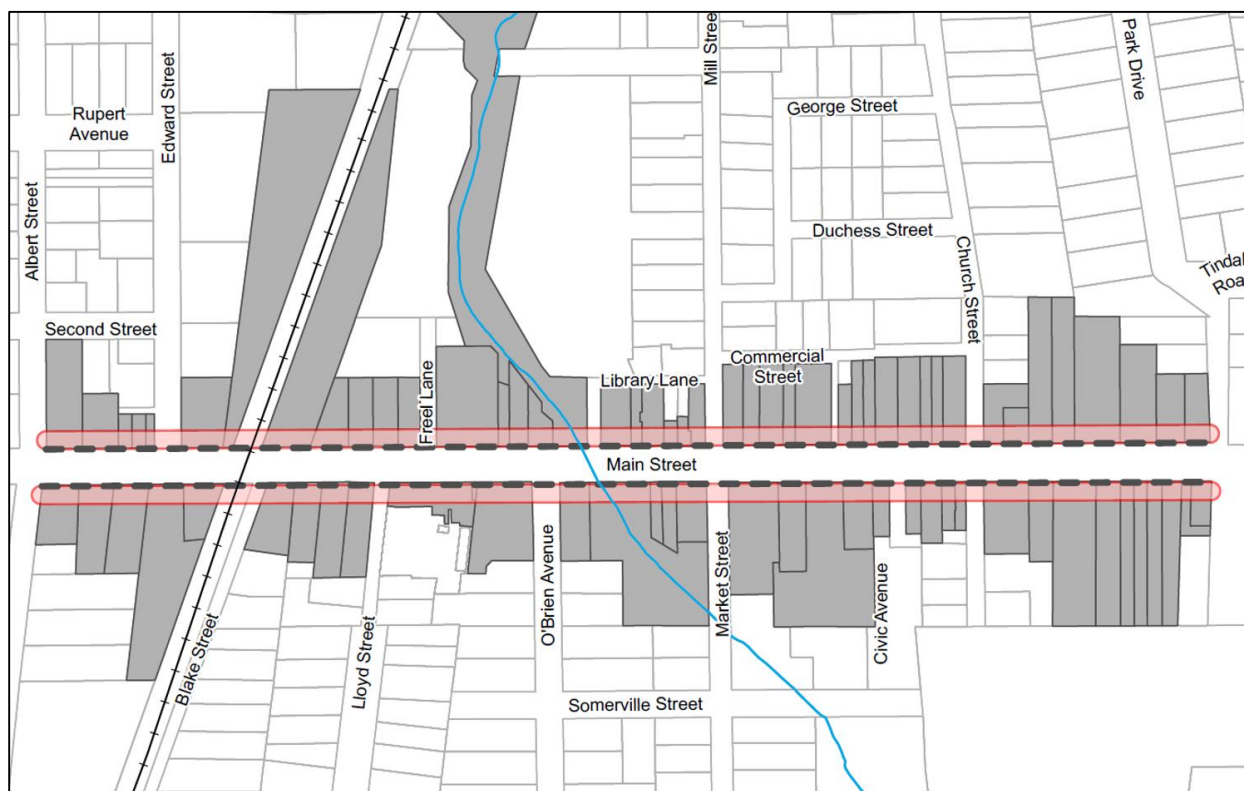 Mill Street
Park Drive
George Street
Rupert
Avenue
Edward Street
Albert Street
Duchess Street
Church Street
Tindall
Road
Second Street
Commercial
Street
Library Lane
Freel Lane
Main Street
O'Brien Avenue
Market Street
Civic Avenue
Blake Street
Lloyd Street
Somerville Street